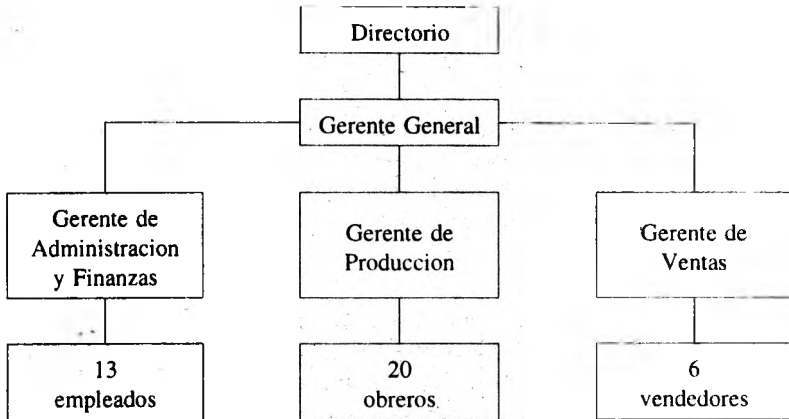 Directorio
Gerente General
Gerente de
Administracion
y Finanzas
Gerente de
Produccion
Gerente de
Ventas
13
empleados
20
obreros
6
vendedores